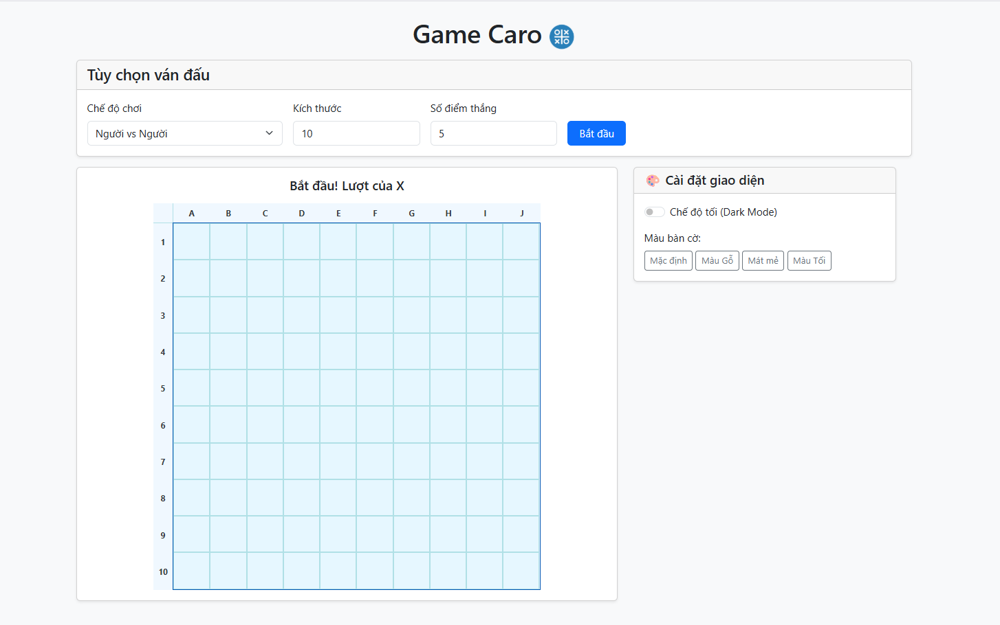 Game Caro
Tùy chọn ván đấu
Chế độ chơi
Kích thước
Số điểm thắng
Người vs Người
10
5
Bắt đầu
Bắt đầu! Lượt của X
A B C D E F G H I J
1
2
3
4
5
6
7
8
9
10
Cài đặt giao diện
Chế độ tối (Dark Mode)
Màu bàn cờ:
Mặc định Màu Gỗ Mát mẻ Màu Tối